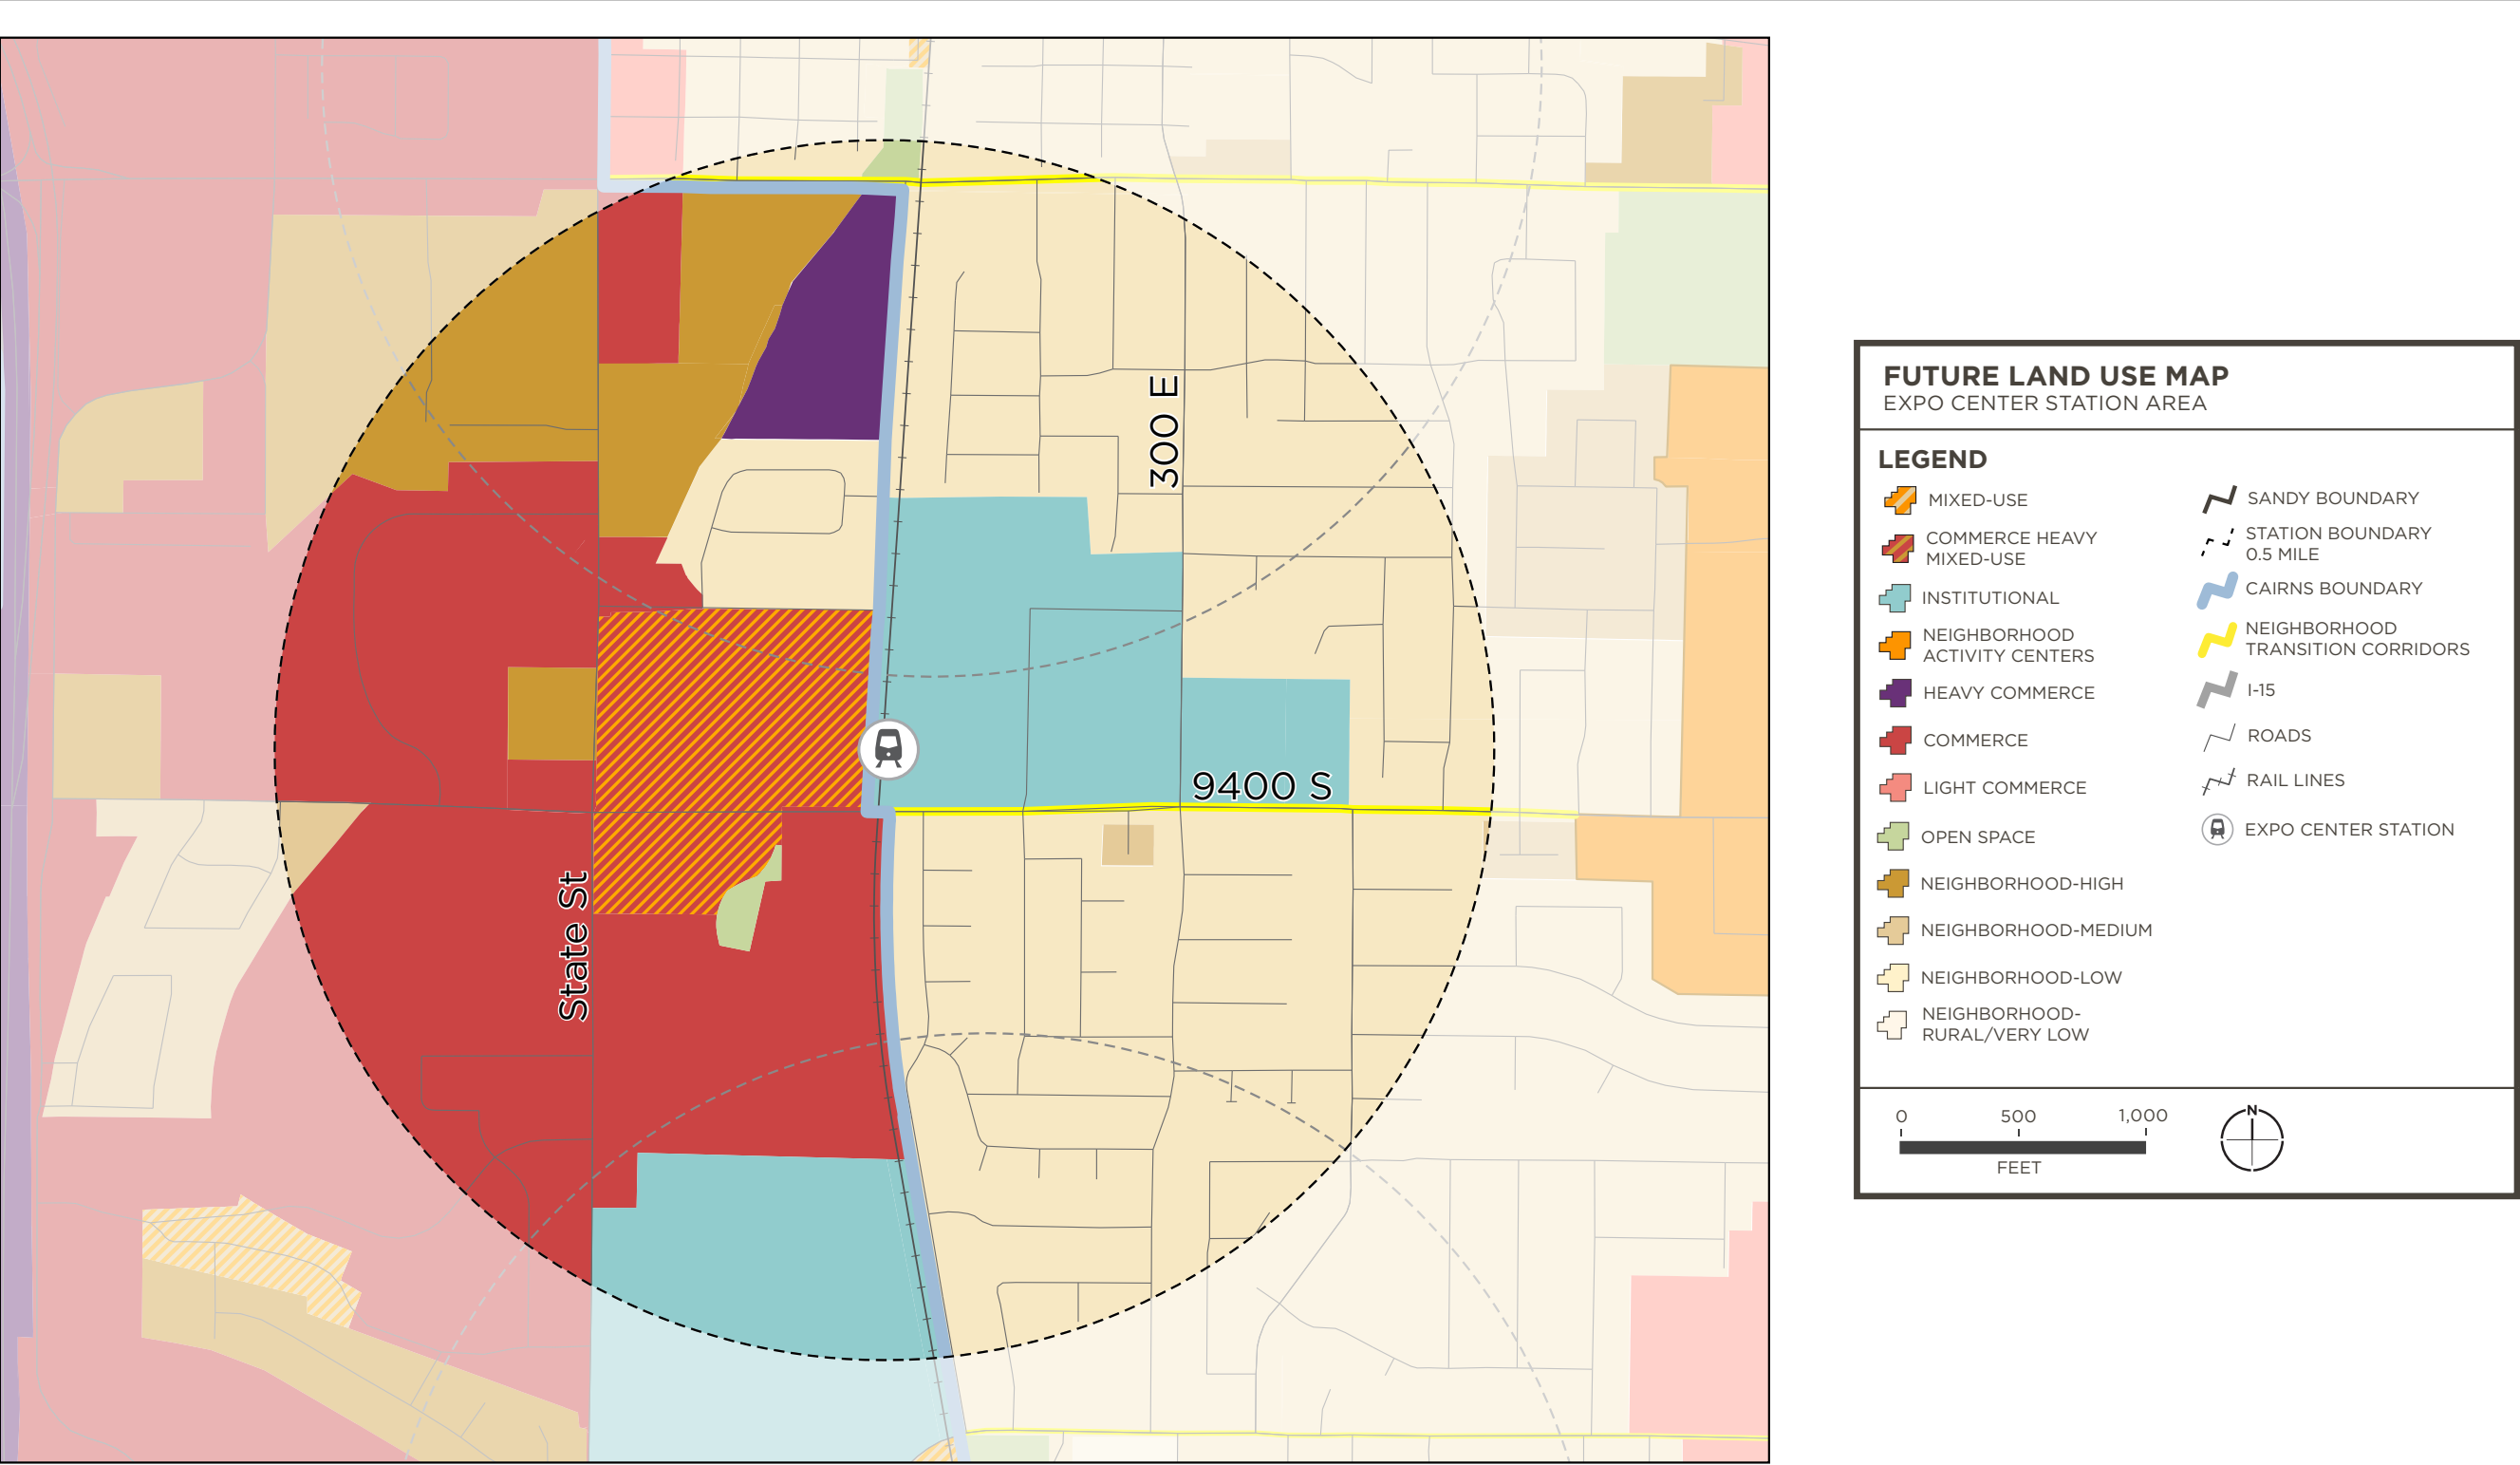 300 E
9400 S
State St
FUTURE LAND USE MAP
EXPO CENTER STATION AREA
LEGEND
MIXED-USE
COMMERCE HEAVY
MIXED-USE
INSTITUTIONAL
NEIGHBORHOOD
ACTIVITY CENTERS
HEAVY COMMERCE
COMMERCE
LIGHT COMMERCE
OPEN SPACE
NEIGHBORHOOD-HIGH
NEIGHBORHOOD-MEDIUM
NEIGHBORHOOD-LOW
NEIGHBORHOOD-
RURAL/VERY LOW
SANDY BOUNDARY
STATION BOUNDARY
0.5 MILE
CAIRNS BOUNDARY
NEIGHBORHOOD
TRANSITION CORRIDORS
I-15
ROADS
RAIL LINES
EXPO CENTER STATION
0 500 1,000
FEET
N